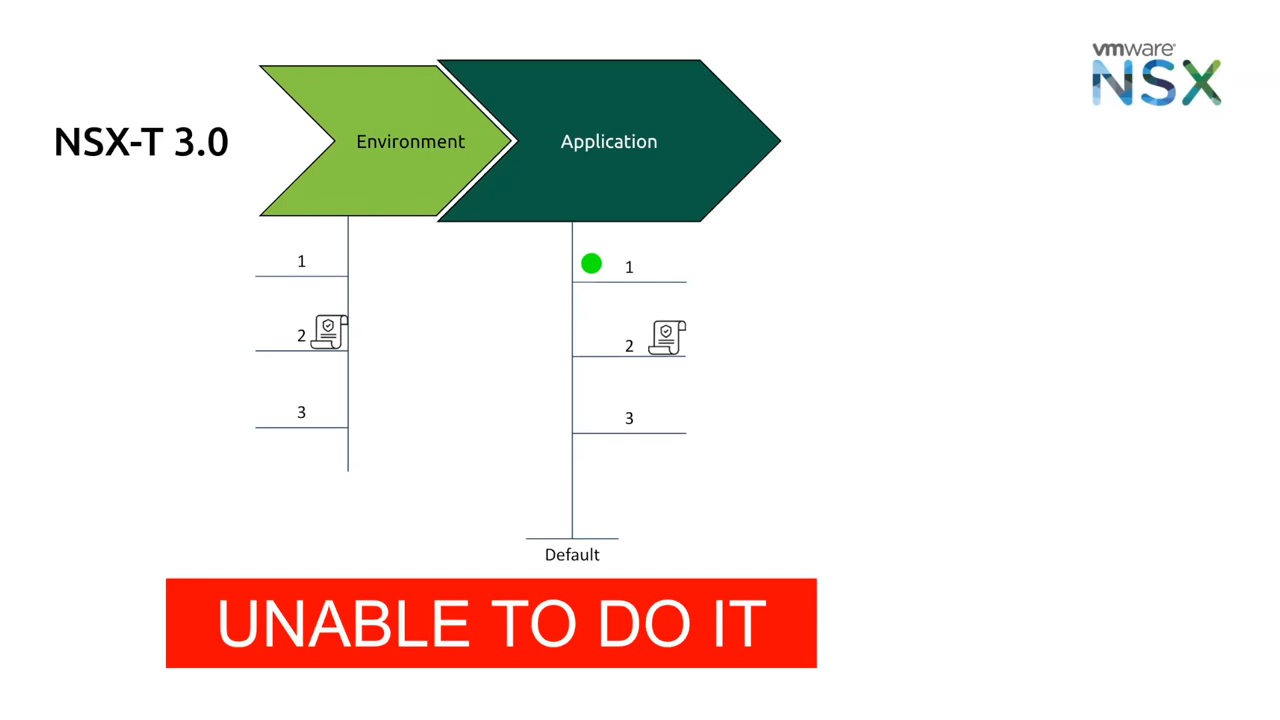 vmware®
NSX
NSX-T 3.0
Environment
Application
1
1
2
2
3
3
Default
UNABLE TO DO IT